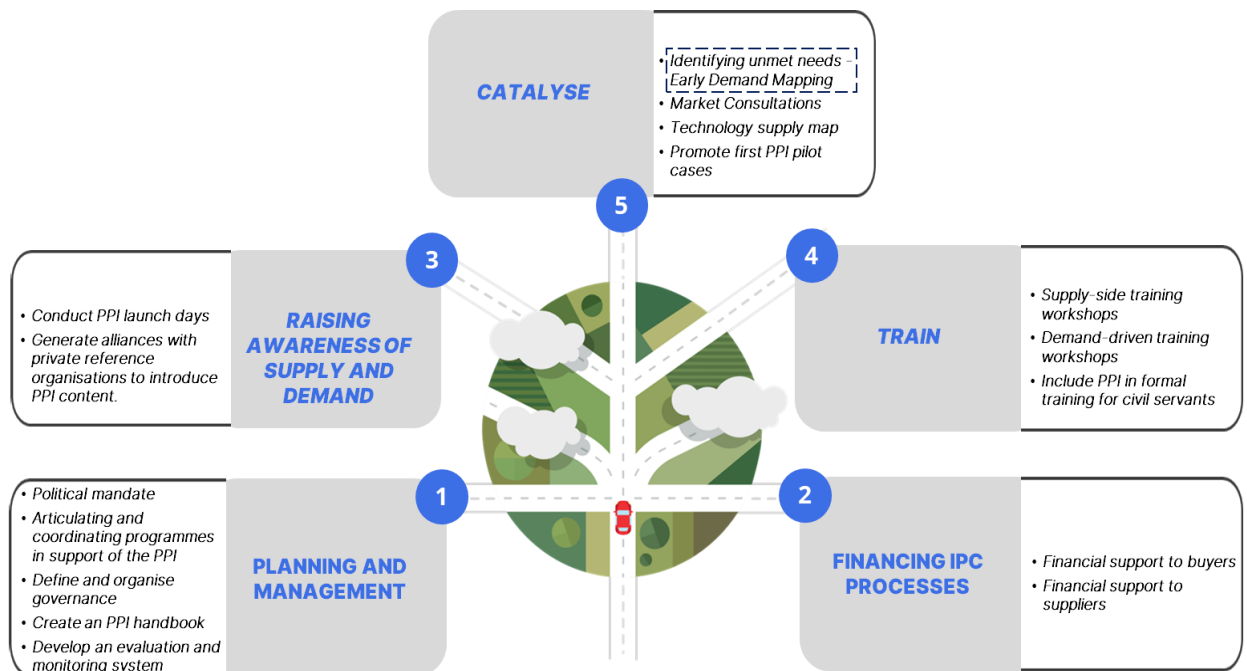 CATALYSE
• Identifying unmet needs -
Early Demand Mapping
• Market Consultations
• Technology supply map
• Promote first PPI pilot
cases
5
3
4
• Conduct PPI launch days
• Generate alliances with
private reference
organisations to introduce
PPI content.
RAISING
AWARENESS OF
SUPPLY AND
DEMAND
TRAIN
• Supply-side training
workshops
• Demand-driven training
workshops
• Include PPI in formal
training for civil servants
1
2
• Political mandate
• Articulating and
coordinating programmes
in support of the PPI
• Define and organise
governance
• Create an PPI handbook
• Develop an evaluation and
monitoring system
PLANNING AND
MANAGEMENT
FINANCING IPC
PROCESSES
• Financial support to buyers
• Financial support to
suppliers